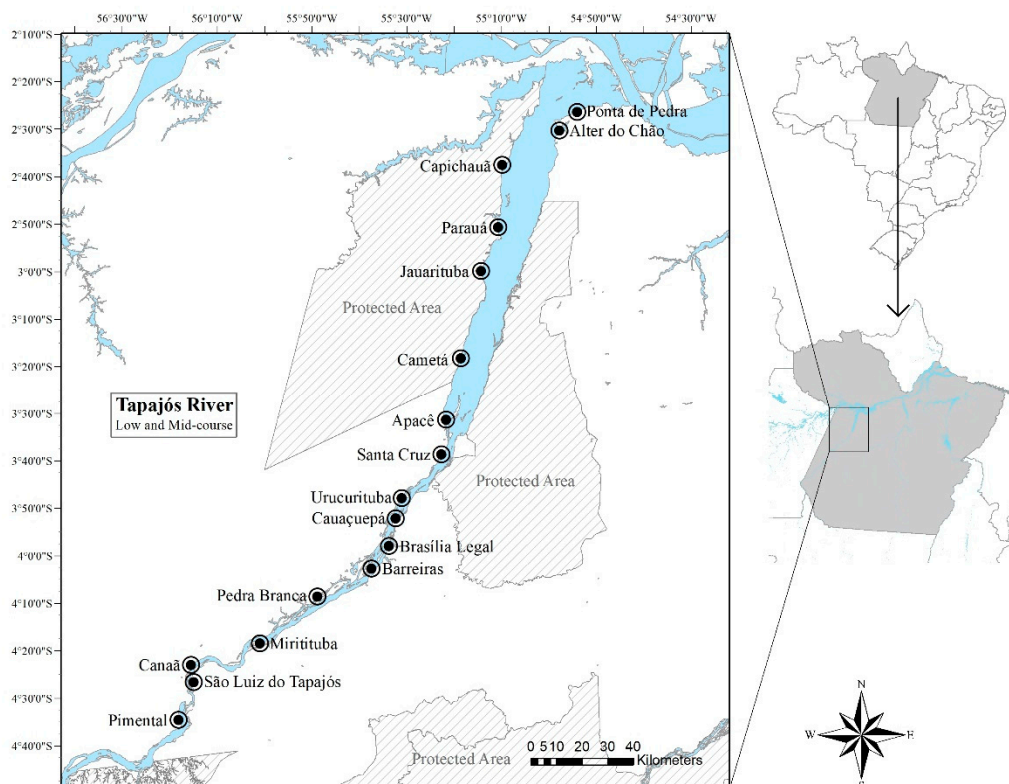 56°30'0"W 56°10'0"W 55°50'0"W 55°30'0"W 55°10'0"W 54°50'0"W 54°30'0"W
2°10'0"S
2°20'0"S
2°30'0"S
2°40'0"S
2°50'0"S
3°0'0"S
3°10'0"S
3°20'0"S
3°30'0"S
3°40'0"S
3°50'0"S
4°0'0"S
4°10'0"S
4°20'0"S
4°30'0"S
4°40'0"S
Ponta de Pedra
Alter do Chão
Capichauã
Parauá
Jauarituba
Protected Area
Cametá
Tapajós River
Low and Mid-course
Apacê
Santa Cruz
Protected Area
Urucurituba
Cauaçuepá
Brasília Legal
Barreiras
Pedra Branca
Miritituba
Canaã
São Luiz do Tapajós
Pimental
Protected Area
0 5 10 20 30 40
Kilometers
N
W E